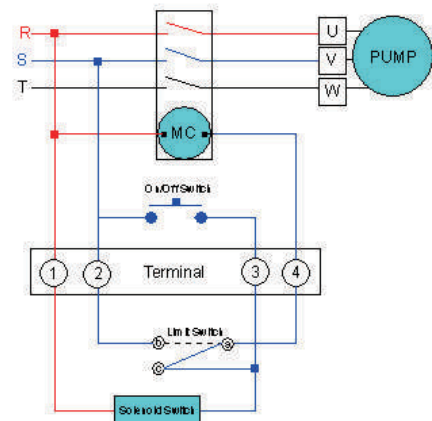 R
U
S
V
PUMP
T
W
MC
On/Off Switch
1
2
Terminal
3
4
Limit Switch
b
a
c
Solenoid Switch